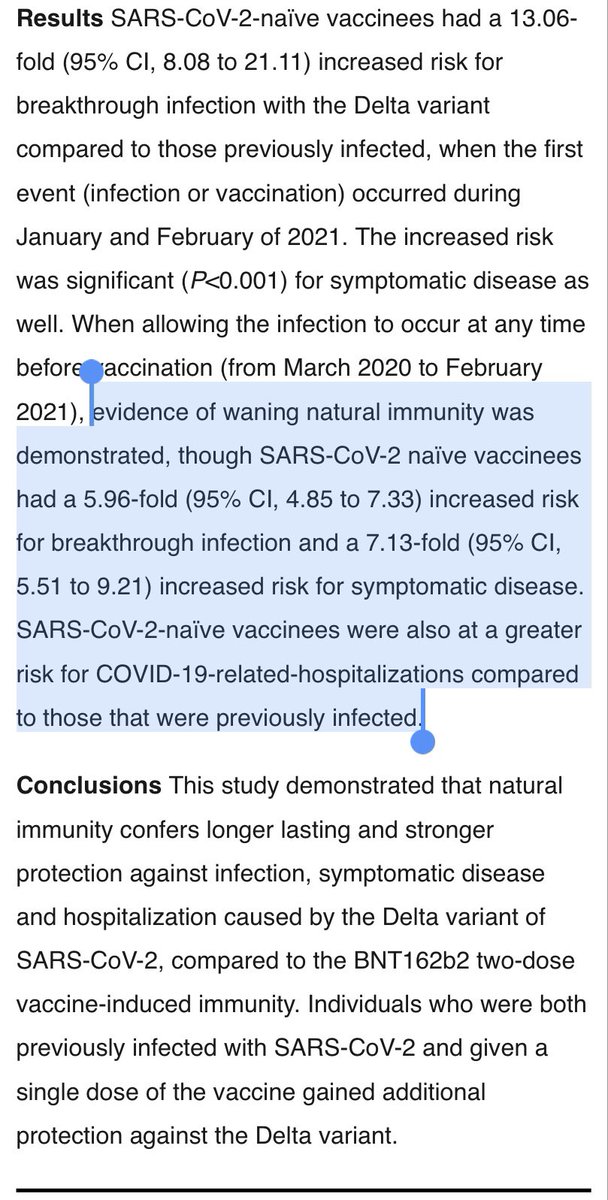 Results SARS-CoV-2-naïve vaccinees had a 13.06-
fold (95% CI, 8.08 to 21.11) increased risk for
breakthrough infection with the Delta variant
compared to those previously infected, when the first
event (infection or vaccination) occurred during
January and February of 2021. The increased risk
was significant (P<0.001) for symptomatic disease as
well. When allowing the infection to occur at any time
before vaccination (from March 2020 to February
2021), evidence of waning natural immunity was
demonstrated, though SARS-CoV-2 naïve vaccinees
had a 5.96-fold (95% CI, 4.85 to 7.33) increased risk
for breakthrough infection and a 7.13-fold (95% CI,
5.51 to 9.21) increased risk for symptomatic disease.
SARS-CoV-2-naïve vaccinees were also at a greater
risk for COVID-19-related-hospitalizations compared
to those that were previously infected.
Conclusions This study demonstrated that natural
immunity confers longer lasting and stronger
protection against infection, symptomatic disease
and hospitalization caused by the Delta variant of
SARS-CoV-2, compared to the BNT162b2 two-dose
vaccine-induced immunity. Individuals who were both
previously infected with SARS-CoV-2 and given a
single dose of the vaccine gained additional
protection against the Delta variant.